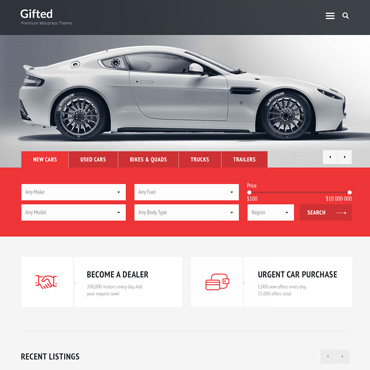 Gifted
Premium Worpress Theme
NEW CARS
USED CARS
BIKES & QUADS
TRUCKS
TRAILERS
Any Make
Any Fuel
Price
$100
$10 000 000
Any Model
Any Body Type
Region
SEARCH
BECOME A DEALER
200,000 visitors every day. Add
your request now!
URGENT CAR PURCHASE
1,000 new offers every day,
35 000 offers total
RECENT LISTINGS